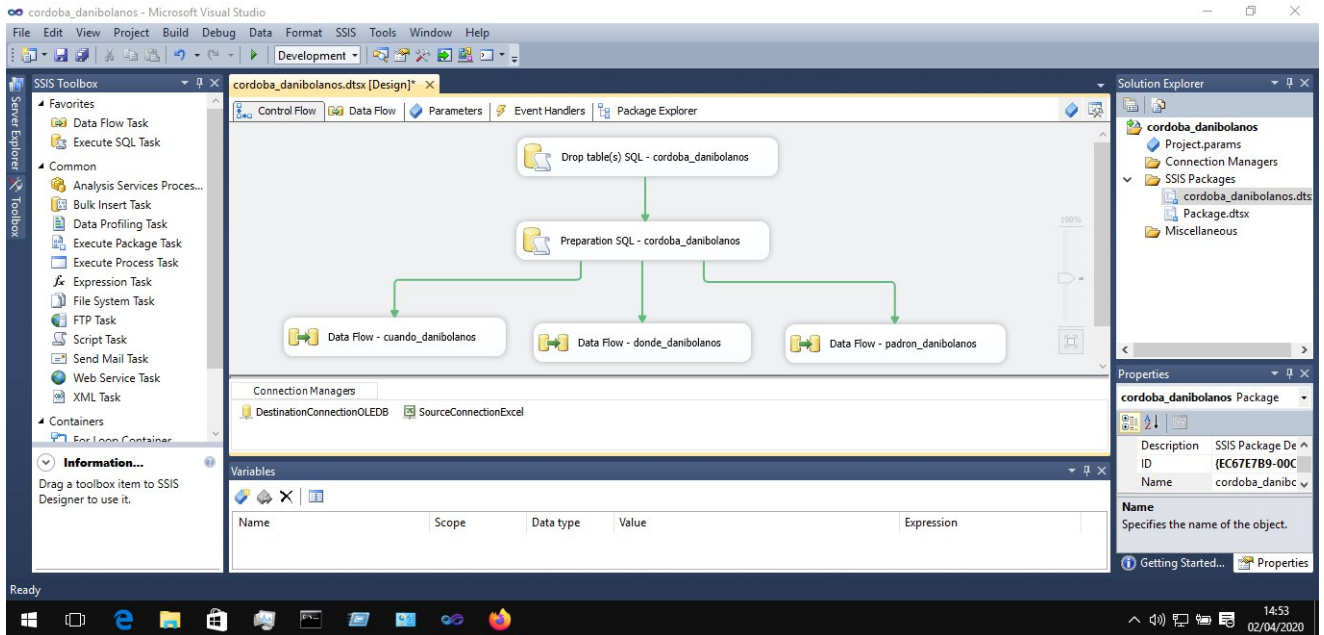 cordoba_danibolanos - Microsoft Visual Studio
File Edit View Project Build Debug Data Format SSIS Tools Window Help
Development
Server Explorer
Toolbox
SSIS Toolbox
Favorites
Data Flow Task
Execute SQL Task
Common
Analysis Services Proces...
Bulk Insert Task
Data Profiling Task
Execute Package Task
Execute Process Task
Expression Task
File System Task
FTP Task
Script Task
Send Mail Task
Web Service Task
XML Task
Containers
For Loop Container
Information...
Drag a toolbox item to SSIS
Designer to use it.
cordoba_danibolanos.dtsx [Design]*
Control Flow Data Flow Parameters Event Handlers Package Explorer
Drop table(s) SQL - cordoba_danibolanos
Preparation SQL - cordoba_danibolanos
Data Flow - cuando_danibolanos
Data Flow - donde_danibolanos
Data Flow - padron_danibolanos
100%
Connection Managers
DestinationConnectionOLEDB SourceConnectionExcel
Variables
Name Scope Data type Value Expression
Solution Explorer
cordoba_danibolanos
Project.params
Connection Managers
SSIS Packages
cordoba_danibolanos.dts
Package.dtsx
Miscellaneous
Properties
cordoba_danibolanos Package
Description SSIS Package De
ID {EC67E7B9-00C
Name cordoba_danibc
Name
Specifies the name of the object.
Getting Started... Properties
Ready
14:53
02/04/2020